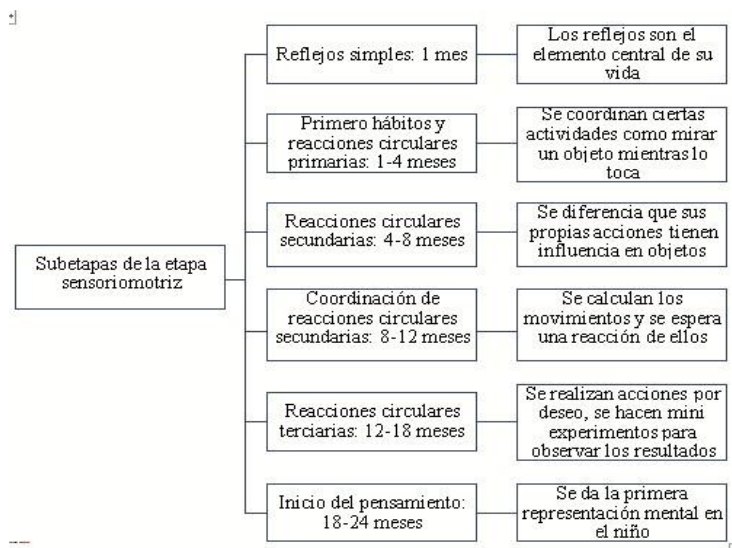 Subetapas de la etapa
sensoriomotriz
Reflejos simples: 1 mes
Los reflejos son el
elemento central de su
vida
Primero hábitos y
reacciones circulares
primarias: 1-4 meses
Se coordinan ciertas
actividades como mirar
un objeto mientras lo
toca
Reacciones circulares
secundarias: 4-8 meses
Se diferencia que sus
propias acciones tienen
influencia en objetos
Coordinación de
reacciones circulares
secundarias: 8-12 meses
Se calculan los
movimientos y se espera
una reacción de ellos
Reacciones circulares
terciarias: 12-18 meses
Se realizan acciones por
deseo, se hacen mini
experimentos para
observar los resultados
Inicio del pensamiento:
18-24 meses
Se da la primera
representación mental en
el niño